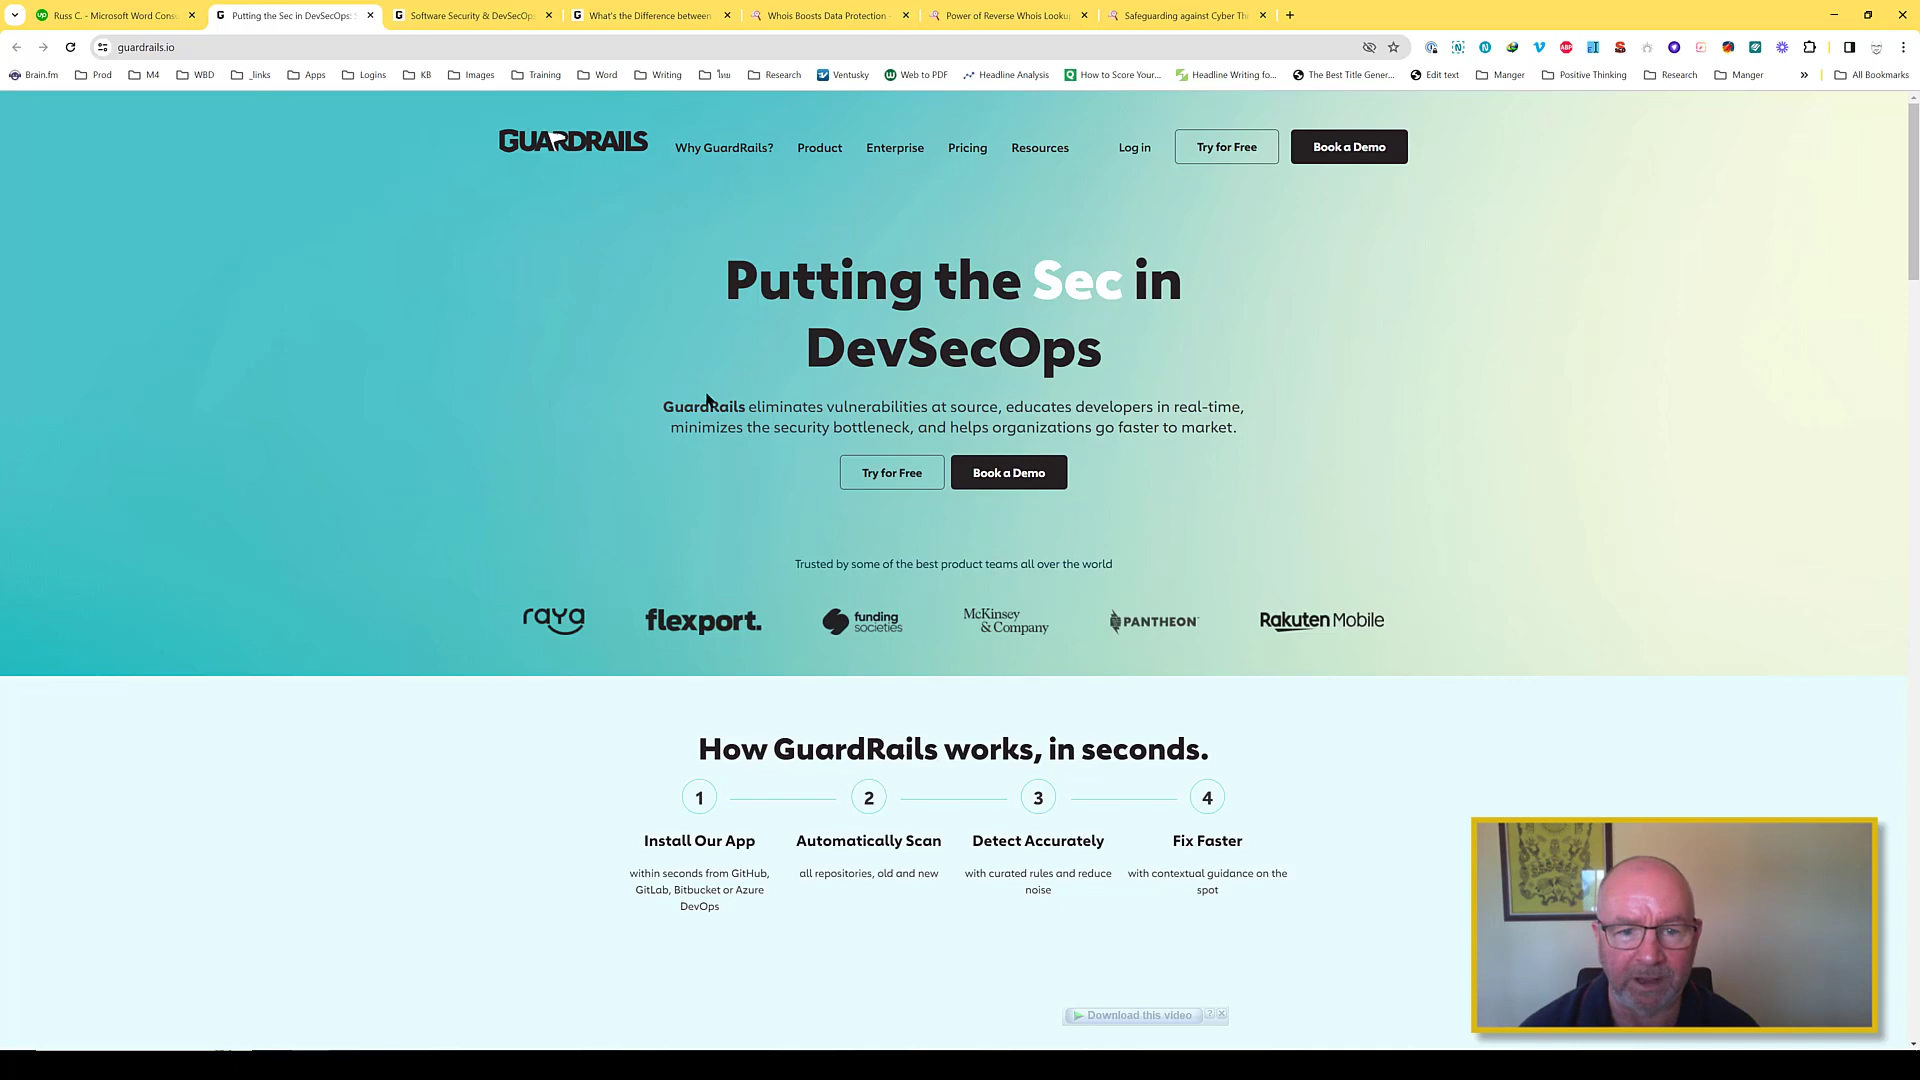 Russ C. - Microsoft Word Cons
Putting the Sec in DevSecOps: S
Software Security & DevSecOp
What's the Difference between
Whois Boosts Data Protection
Power of Reverse Whois Looku
Safeguarding against Cyber Th
guardrails.io
Brain.fm
Prod
M4
WBD
_links
Apps
Logins
KB
Images
Training
Word
Writing
ไทย
Research
Ventusky
Web to PDF
Headline Analysis
How to Score Your...
Headline Writing fo...
The Best Title Gener...
Edit text
Manger
Positive Thinking
Research
Manger
All Bookmarks
GUARDRAILS
Why GuardRails?
Product
Enterprise
Pricing
Resources
Log in
Try for Free
Book a Demo
Putting the Sec in
DevSecOps
GuardRails eliminates vulnerabilities at source, educates developers in real-time,
minimizes the security bottleneck, and helps organizations go faster to market.
Try for Free
Book a Demo
Trusted by some of the best product teams all over the world
raya
flexport.
funding
societies
McKinsey
& Company
PANTHEON
Rakuten Mobile
How GuardRails works, in seconds.
1
2
3
4
Install Our App
Automatically Scan
Detect Accurately
Fix Faster
within seconds from GitHub,
GitLab, Bitbucket or Azure
DevOps
all repositories, old and new
with curated rules and reduce
noise
with contextual guidance on the
spot
Download this video